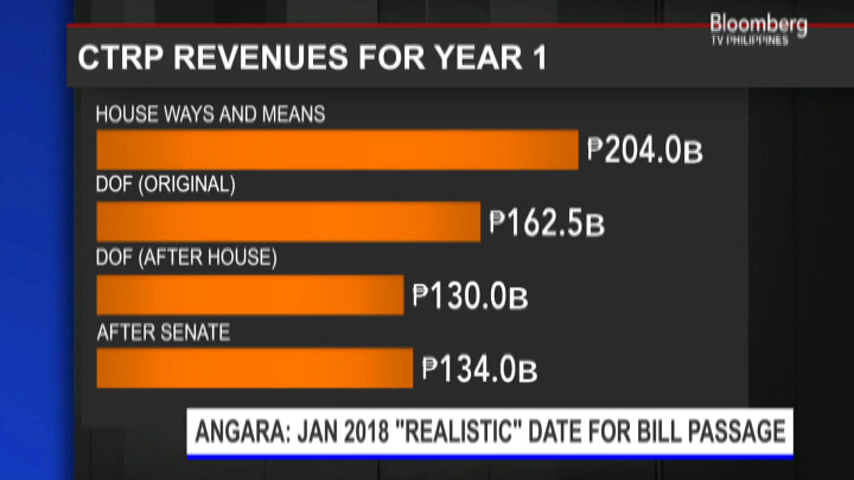 Bloomberg
TV PHILIPPINES
CTRP REVENUES FOR YEAR 1
HOUSE WAYS AND MEANS
₱204.0B
DOF (ORIGINAL)
₱162.5B
DOF (AFTER HOUSE)
₱130.0B
AFTER SENATE
₱134.0B
ANGARA: JAN 2018 "REALISTIC" DATE FOR BILL PASSAGE